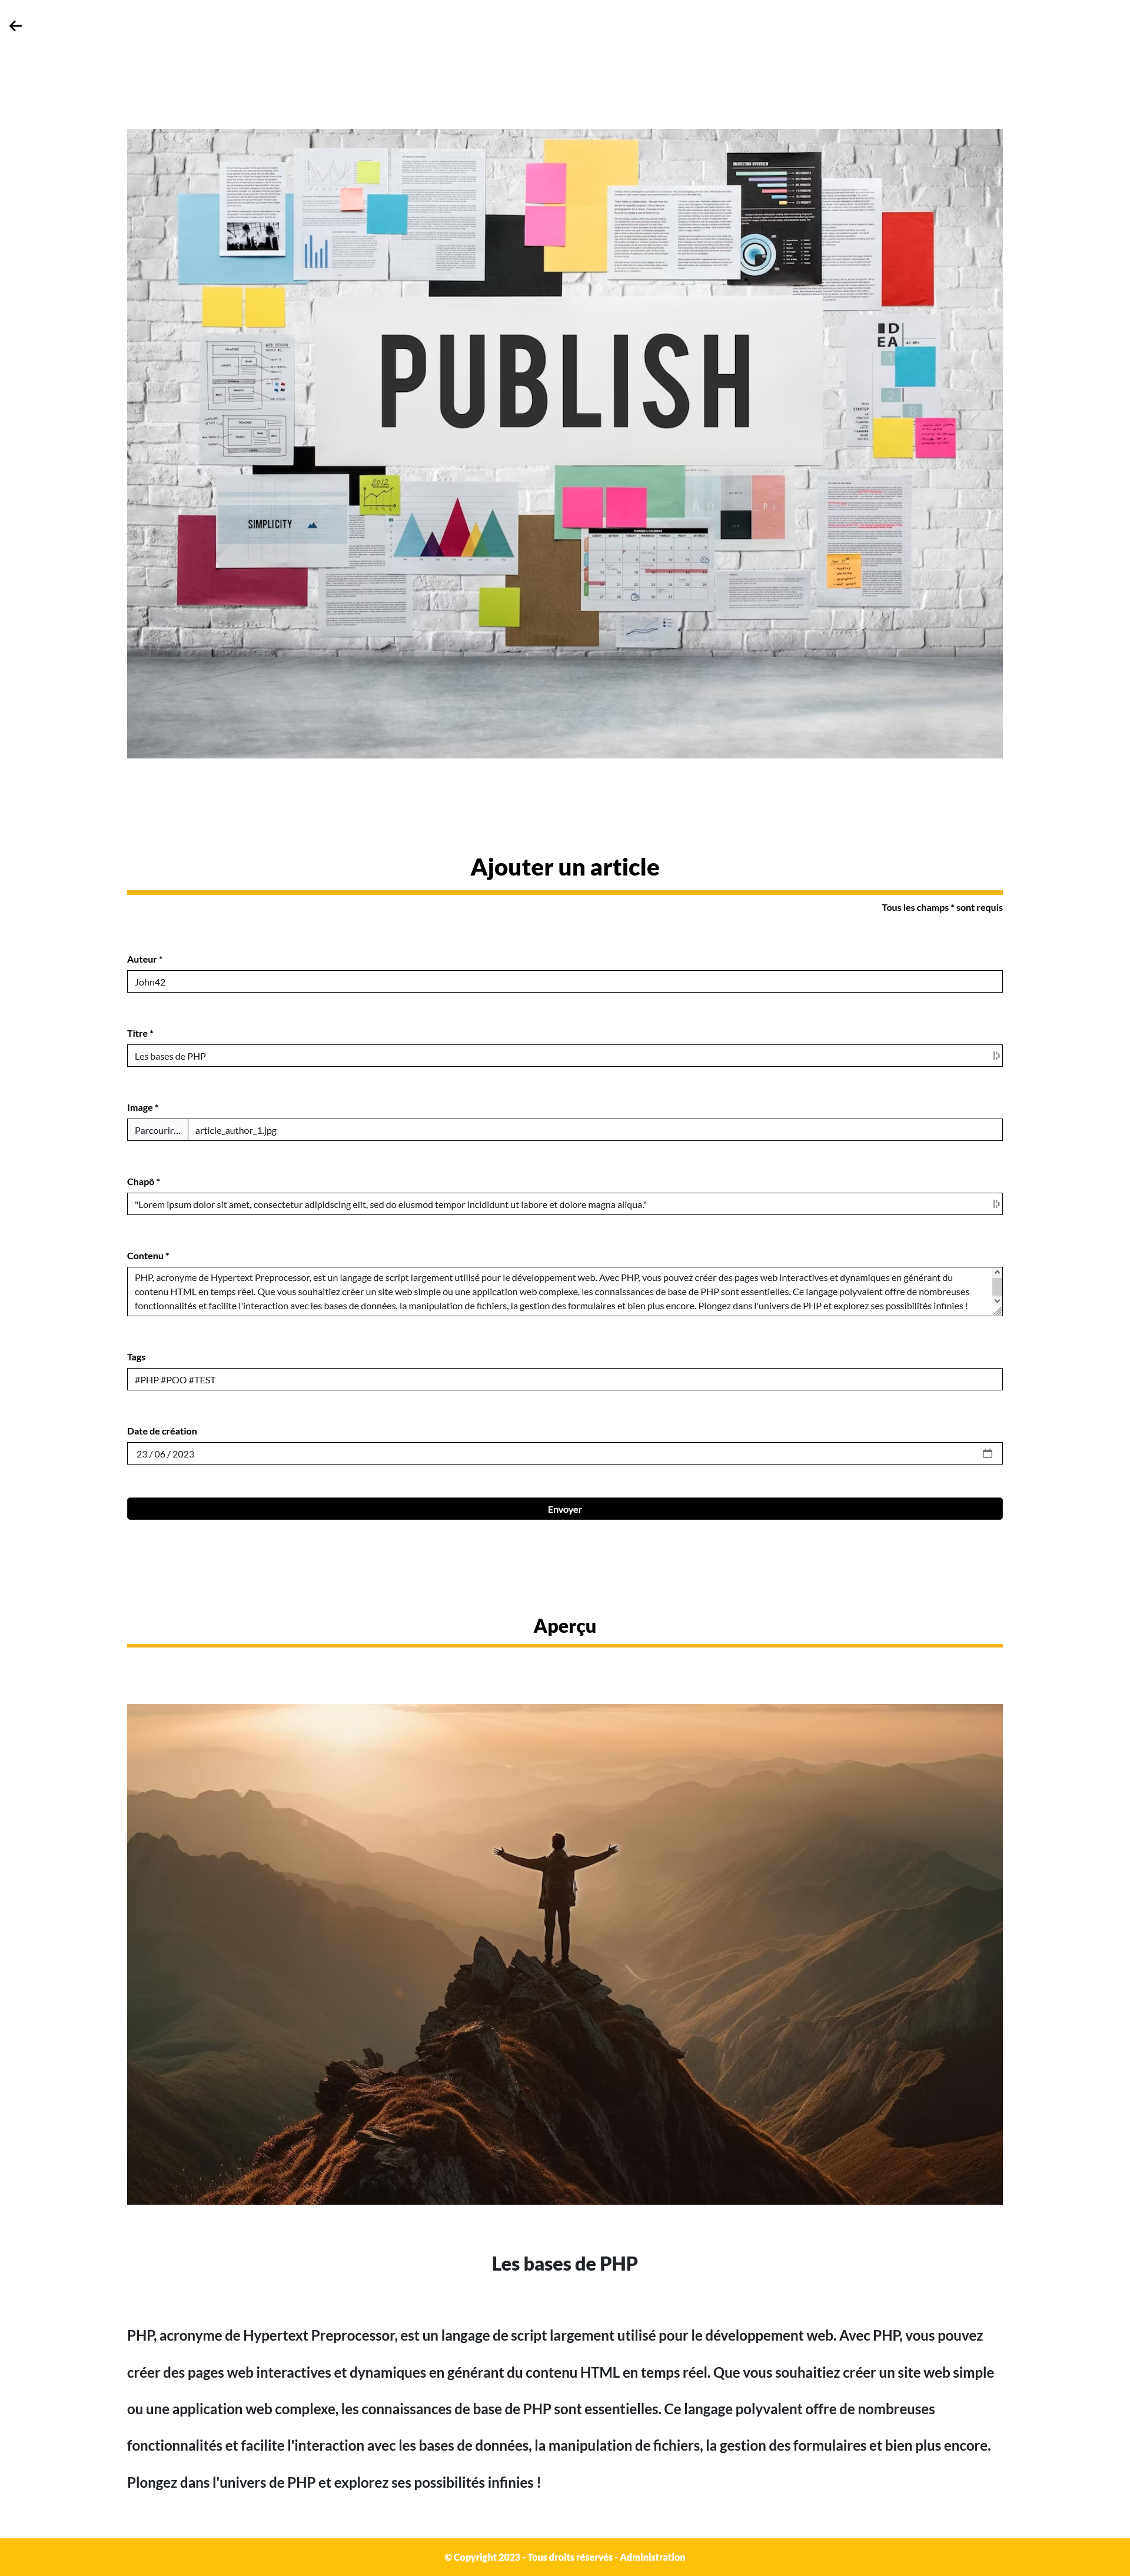 MARKETING OVERVIEW
PUBLISH
2012
SIMPLICITY
Ajouter un article
Tous les champs * sont requis
Auteur *
John42
Titre *
Les bases de PHP
Image *
Parcourir... article_author_1.jpg
Chapô *
"Lorem ipsum dolor sit amet, consectetur adipidscing elit, sed do eiusmod tempor incididunt ut labore et dolore magna aliqua."
Contenu *
PHP, acronyme de Hypertext Preprocessor, est un langage de script largement utilisé pour le développement web. Avec PHP, vous pouvez créer des pages web interactives et dynamiques en générant du
contenu HTML en temps réel. Que vous souhaitiez créer un site web simple ou une application web complexe, les connaissances de base de PHP sont essentielles. Ce langage polyvalent offre de nombreuses
fonctionnalités et facilite l'interaction avec les bases de données, la manipulation de fichiers, la gestion des formulaires et bien plus encore. Plongez dans l'univers de PHP et explorez ses possibilités infinies !
Tags
#PHP #POO #TEST
Date de création
23 / 06 / 2023
Envoyer
Aperçu
Les bases de PHP
PHP, acronyme de Hypertext Preprocessor, est un langage de script largement utilisé pour le développement web. Avec PHP, vous pouvez
créer des pages web interactives et dynamiques en générant du contenu HTML en temps réel. Que vous souhaitiez créer un site web simple
ou une application web complexe, les connaissances de base de PHP sont essentielles. Ce langage polyvalent offre de nombreuses
fonctionnalités et facilite l'interaction avec les bases de données, la manipulation de fichiers, la gestion des formulaires et bien plus encore.
Plongez dans l'univers de PHP et explorez ses possibilités infinies !
© Copyright 2023 - Tous droits réservés - Administration